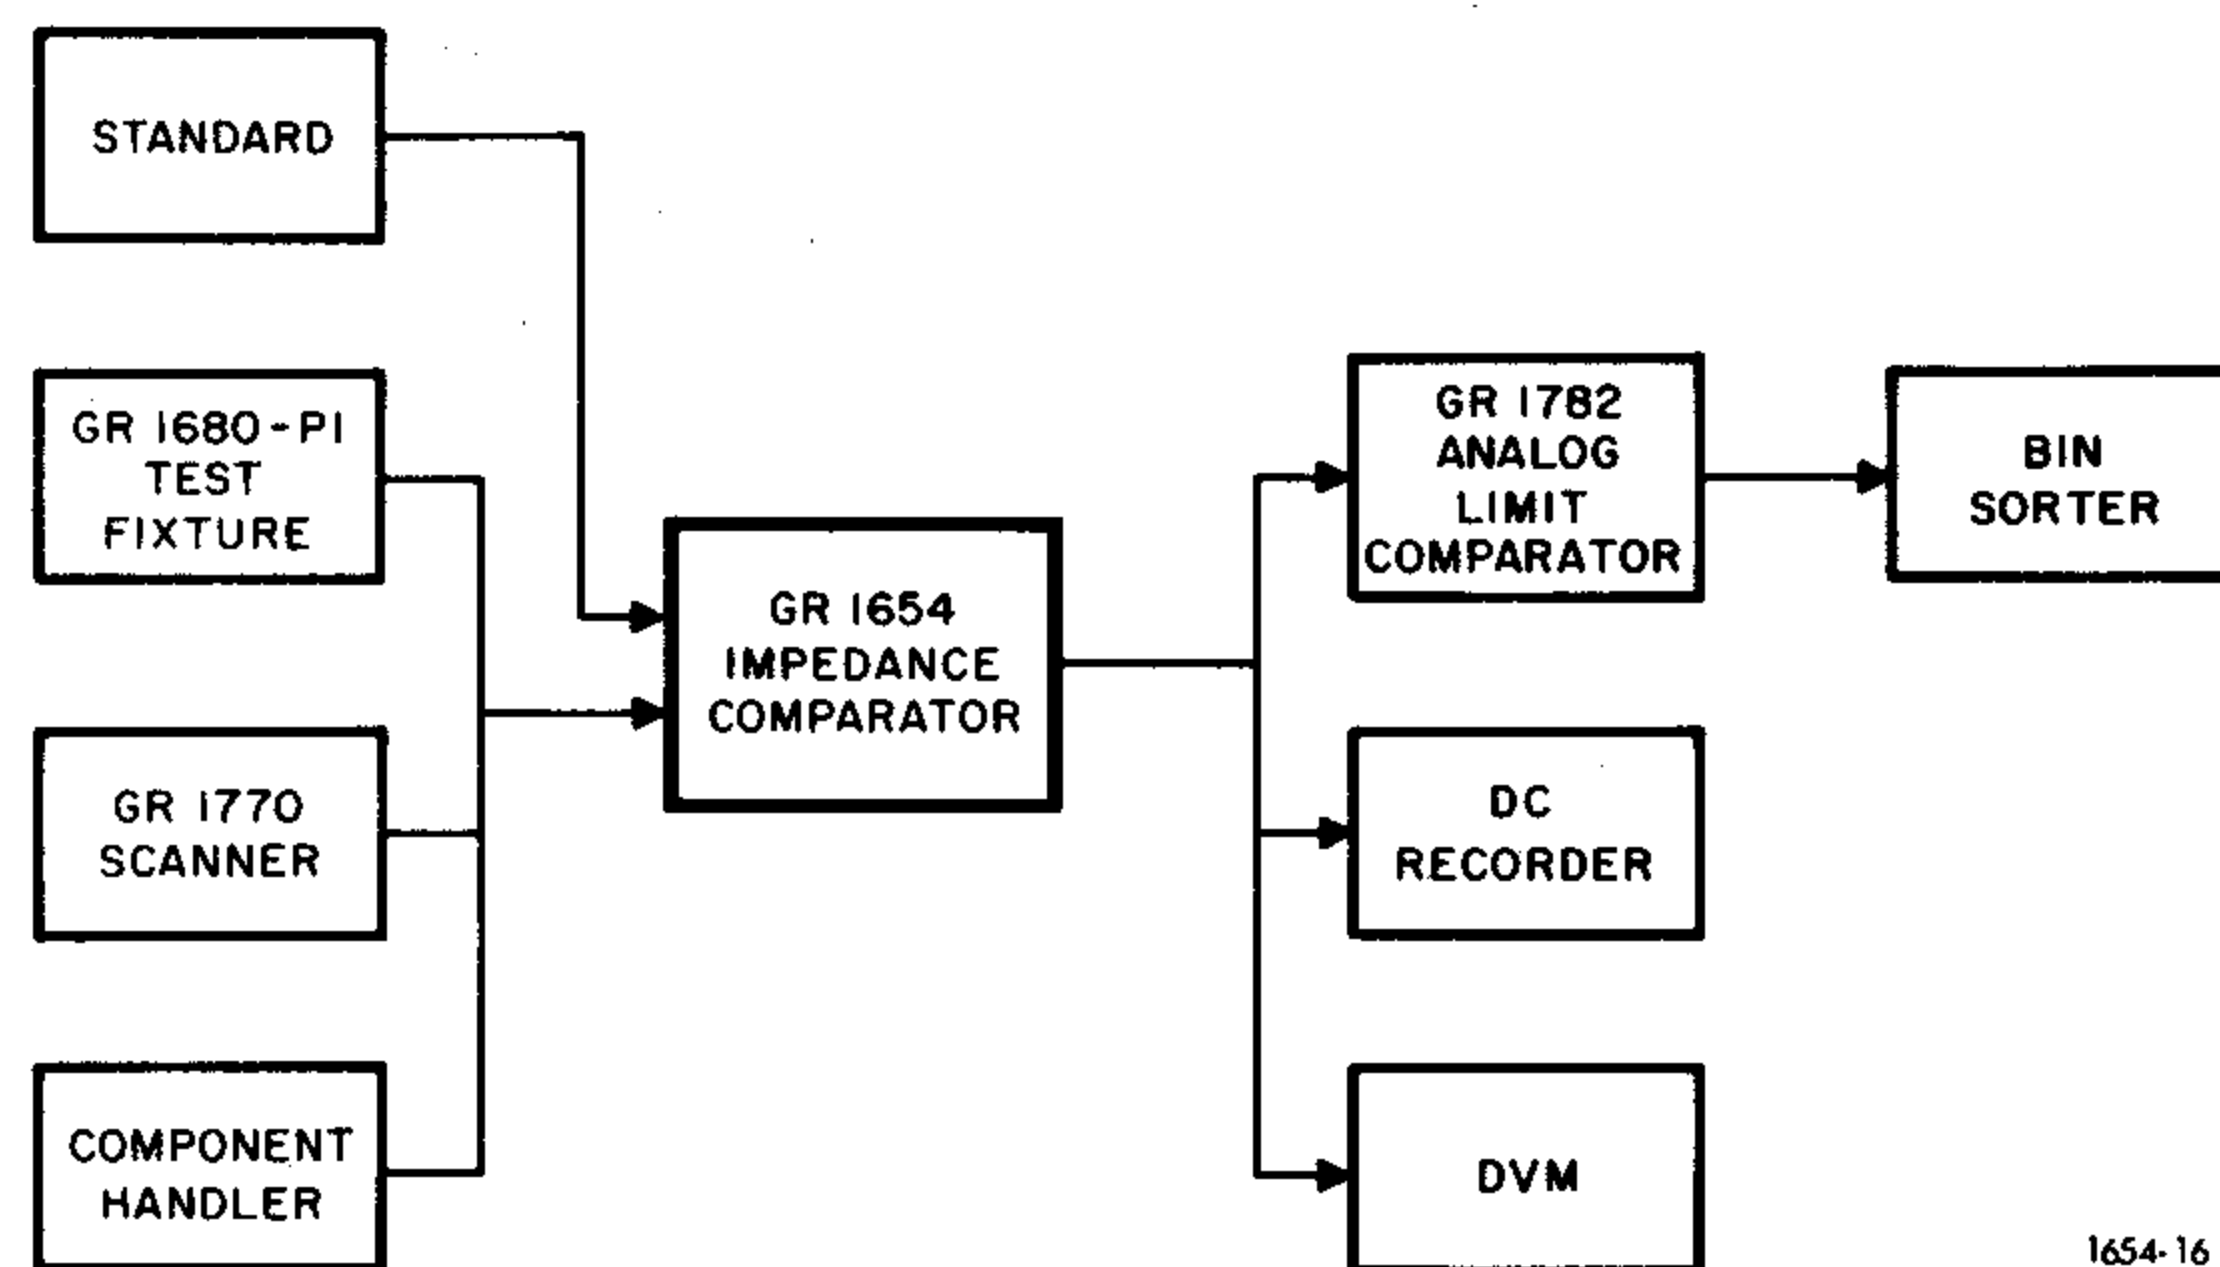 STANDARD
GR 1680-P1
TEST
FIXTURE
GR 1770
SCANNER
COMPONENT
HANDLER
GR 1654
IMPEDANCE
COMPARATOR
GR 1782
ANALOG
LIMIT
COMPARATOR
BIN
SORTER
DC
RECORDER
DVM
1654-16